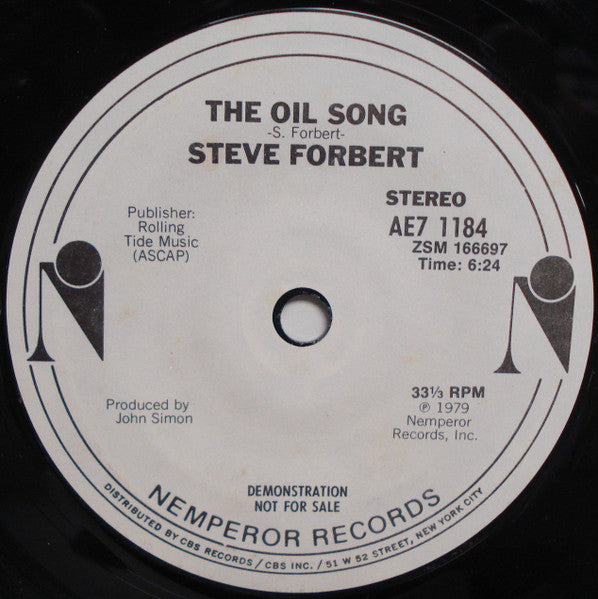 THE OIL SONG
-S. Forbert-
STEVE FORBERT
Publisher:
Rolling
Tide Music
(ASCAP)
STEREO
AE7 1184
ZSM 166697
Time: 6:24
Produced by
John Simon
33⅓ RPM
℗ 1979
Nemperor
Records, Inc.
DEMONSTRATION
NOT FOR SALE
NEMPEROR RECORDS
DISTRIBUTED BY CBS RECORDS / CBS INC. / 51 W 52 STREET, NEW YORK CITY